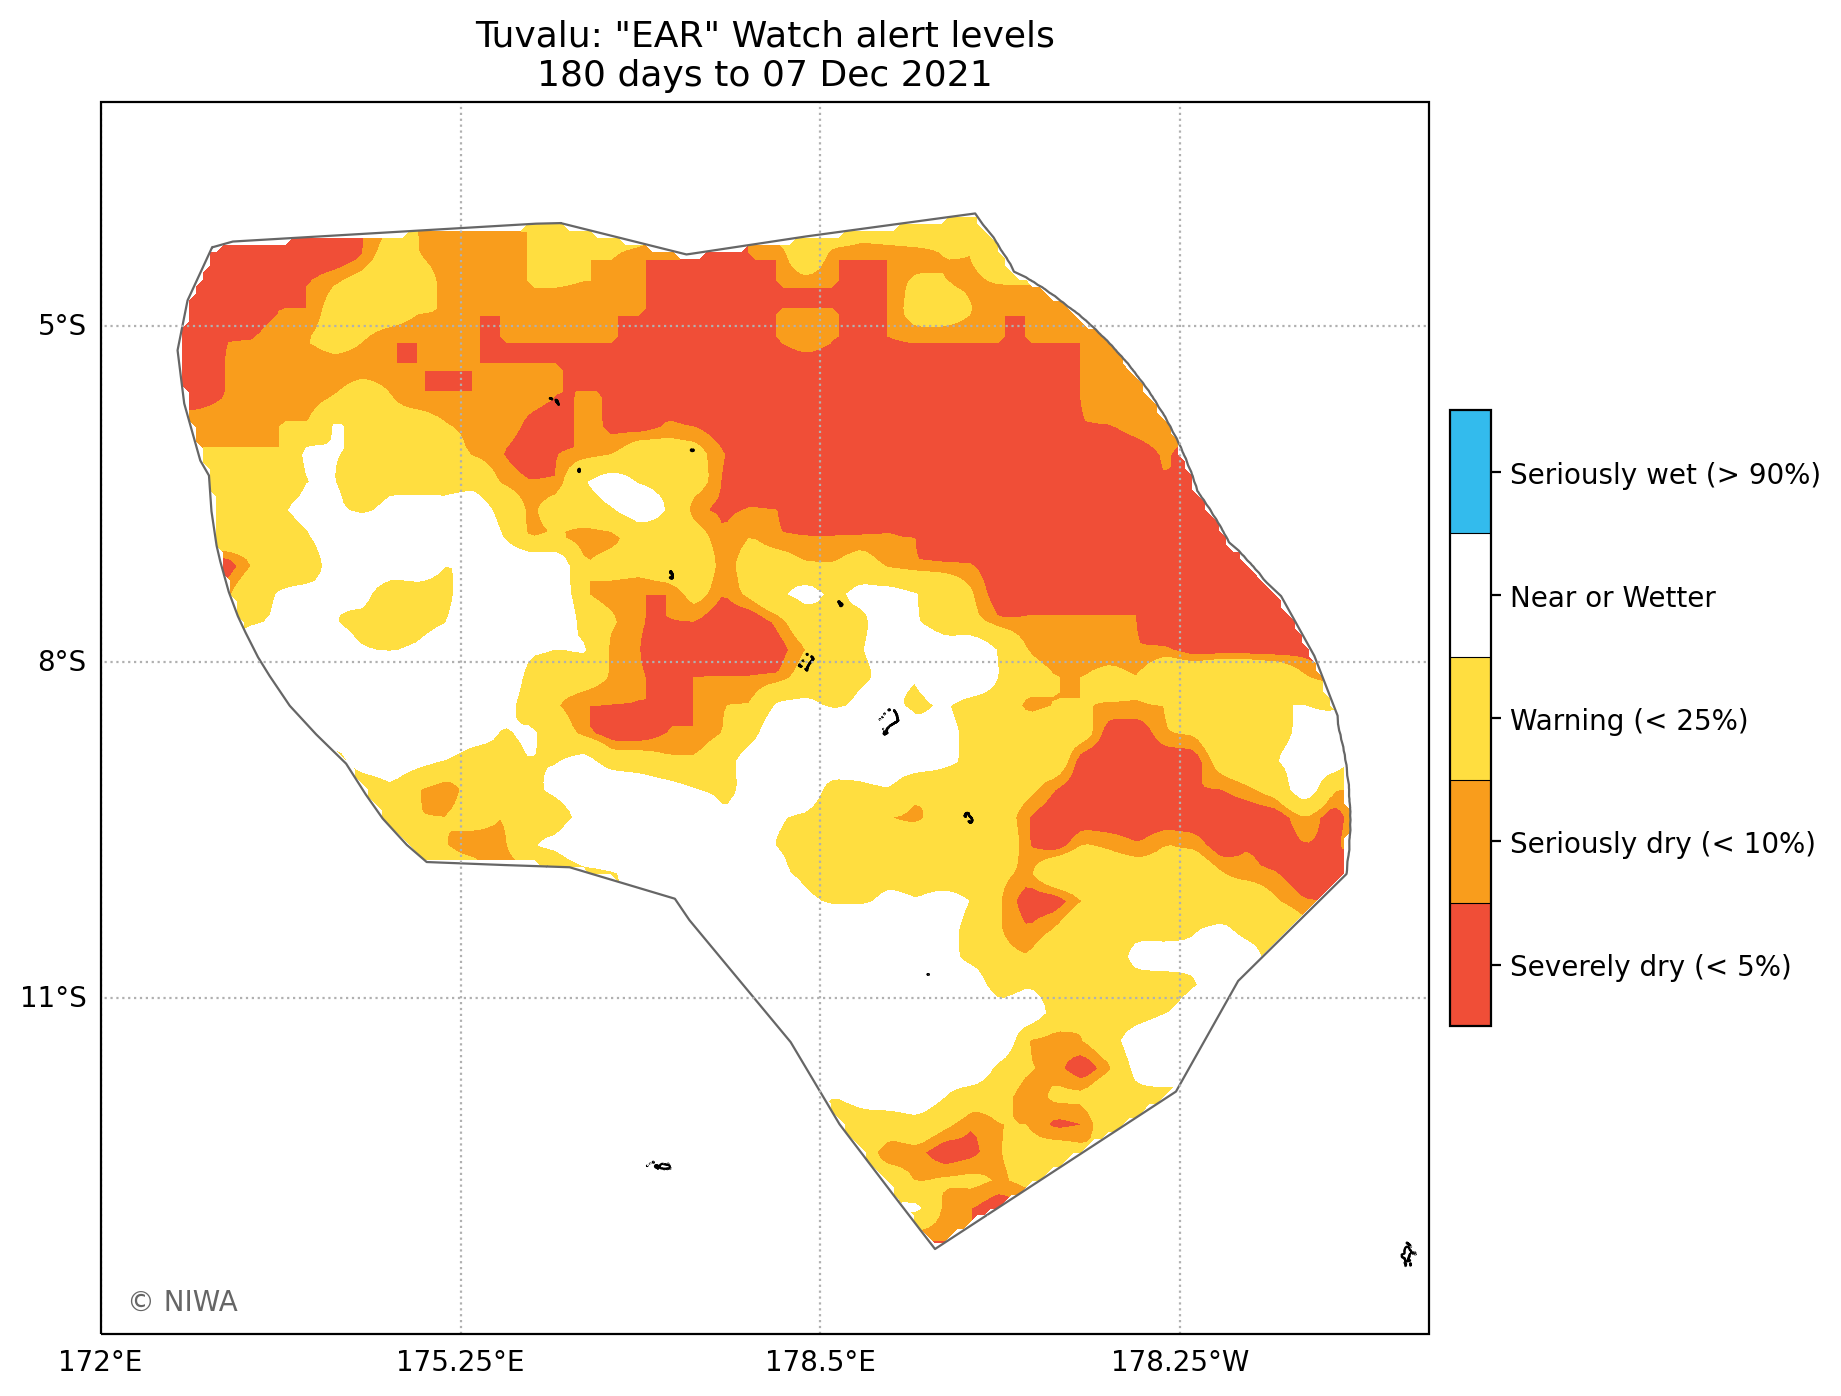 Tuvalu: "EAR" Watch alert levels
180 days to 07 Dec 2021
5°S
8°S
11°S
172°E
175.25°E
178.5°E
178.25°W
Seriously wet (> 90%)
Near or Wetter
Warning (< 25%)
Seriously dry (< 10%)
Severely dry (< 5%)
© NIWA